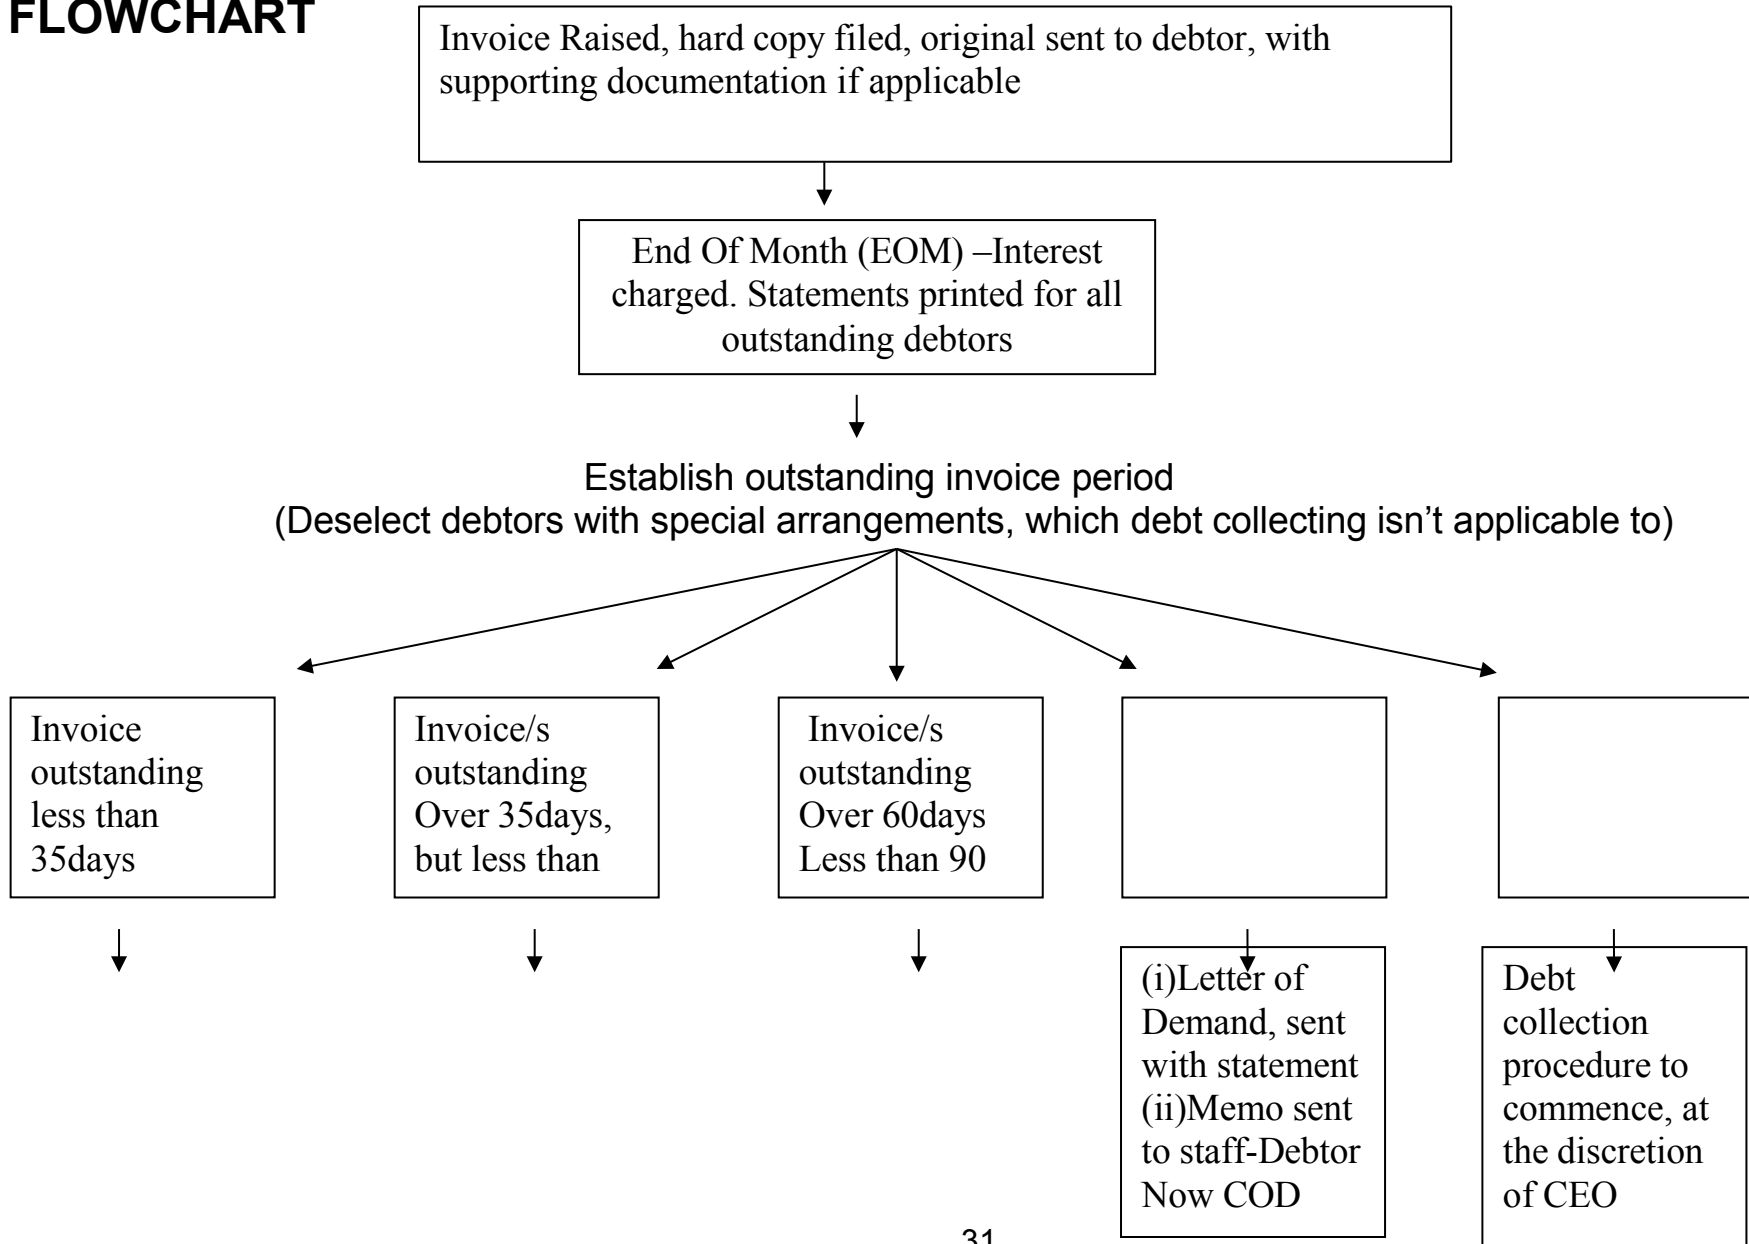 FLOWCHART
Invoice Raised, hard copy filed, original sent to debtor, with
supporting documentation if applicable
End Of Month (EOM) –Interest
charged. Statements printed for all
outstanding debtors
Establish outstanding invoice period
(Deselect debtors with special arrangements, which debt collecting isn’t applicable to)
Invoice
outstanding
less than
35days
Invoice/s
outstanding
Over 35days,
but less than
Invoice/s
outstanding
Over 60days
Less than 90
(i)Letter of
Demand, sent
with statement
(ii)Memo sent
to staff-Debtor
Now COD
Debt
collection
procedure to
commence, at
the discretion
of CEO
31